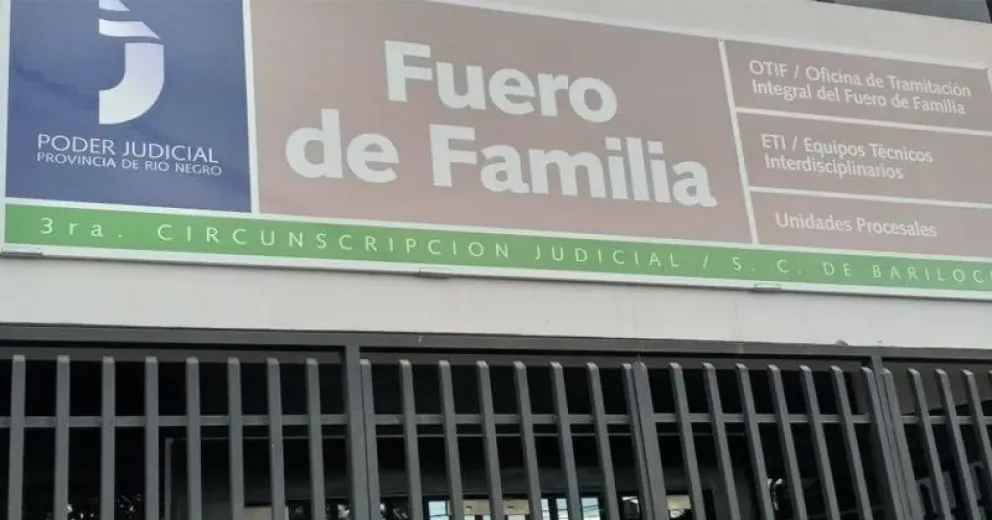 PODER JUDICIAL
PROVINCIA DE RIO NEGRO
Fuero
de Familia
OTIF / Oficina de Tramitación
Integral del Fuero de Familia
ETI / Equipos Técnicos
Interdisciplinarios
Unidades Procesales
3ra. CIRCUNSCRIPCION JUDICIAL / S. C. DE BARILOC